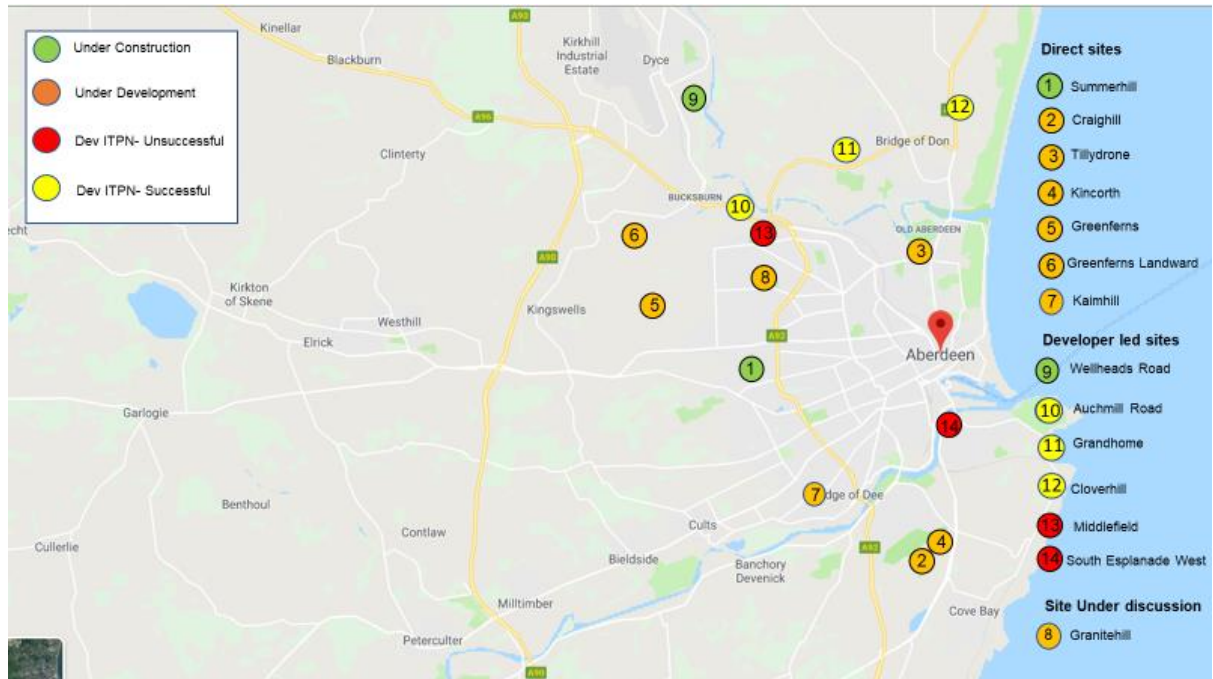 Under Construction
Under Development
Dev ITPN- Unsuccessful
Dev ITPN- Successful
Direct sites
1 Summerhill
2 Craighill
3 Tillydrone
4 Kincorth
5 Greenferns
6 Greenferns Landward
7 Kaimhill
Developer led sites
9 Wellheads Road
10 Auchmill Road
11 Grandhome
12 Cloverhill
13 Middlefield
14 South Esplanade West
Site Under discussion
8 Granitehill
A92
Kinellar
Kirkhill
Industrial
Estate
Dyce
Blackburn
9
12
A96
Clinterty
11
Bridge of Don
BUCKSBURN
10
13
6
OLD ABERDEEN
3
A90
8
Kirkton
of Skene
5
Kingswells
Westhill
Elrick
A92
Aberdeen
1
Garlogie
14
7
dge of Dee
Benthoul
Contlaw
Cults
4
A92
2
Cullerlie
Bieldside
Banchory
Devenick
Milltimber
Cove Bay
Peterculter
A90